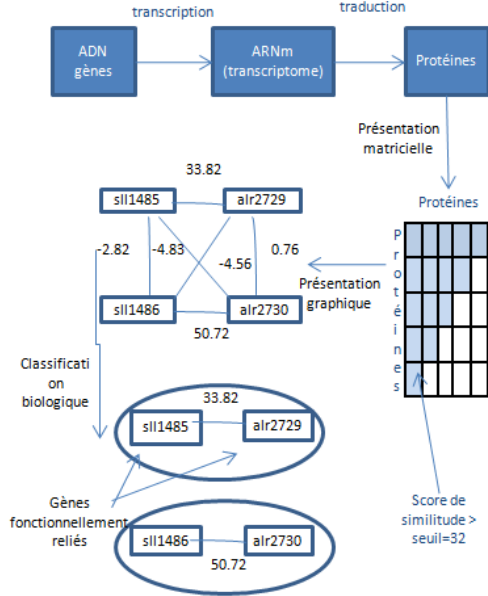 transcription
traduction
ADN
gènes
ARNm
(transcriptome)
Protéines
Présentation
matricielle
Protéines
Protéines
33.82
sll1485
alr2729
-2.82
-4.83
-4.56
0.76
sll1486
alr2730
50.72
Présentation
graphique
Classificati
on
biologique
33.82
sll1485
alr2729
Gènes
fonctionnellement
reliés
sll1486
alr2730
50.72
Score de
similitude >
seuil=32